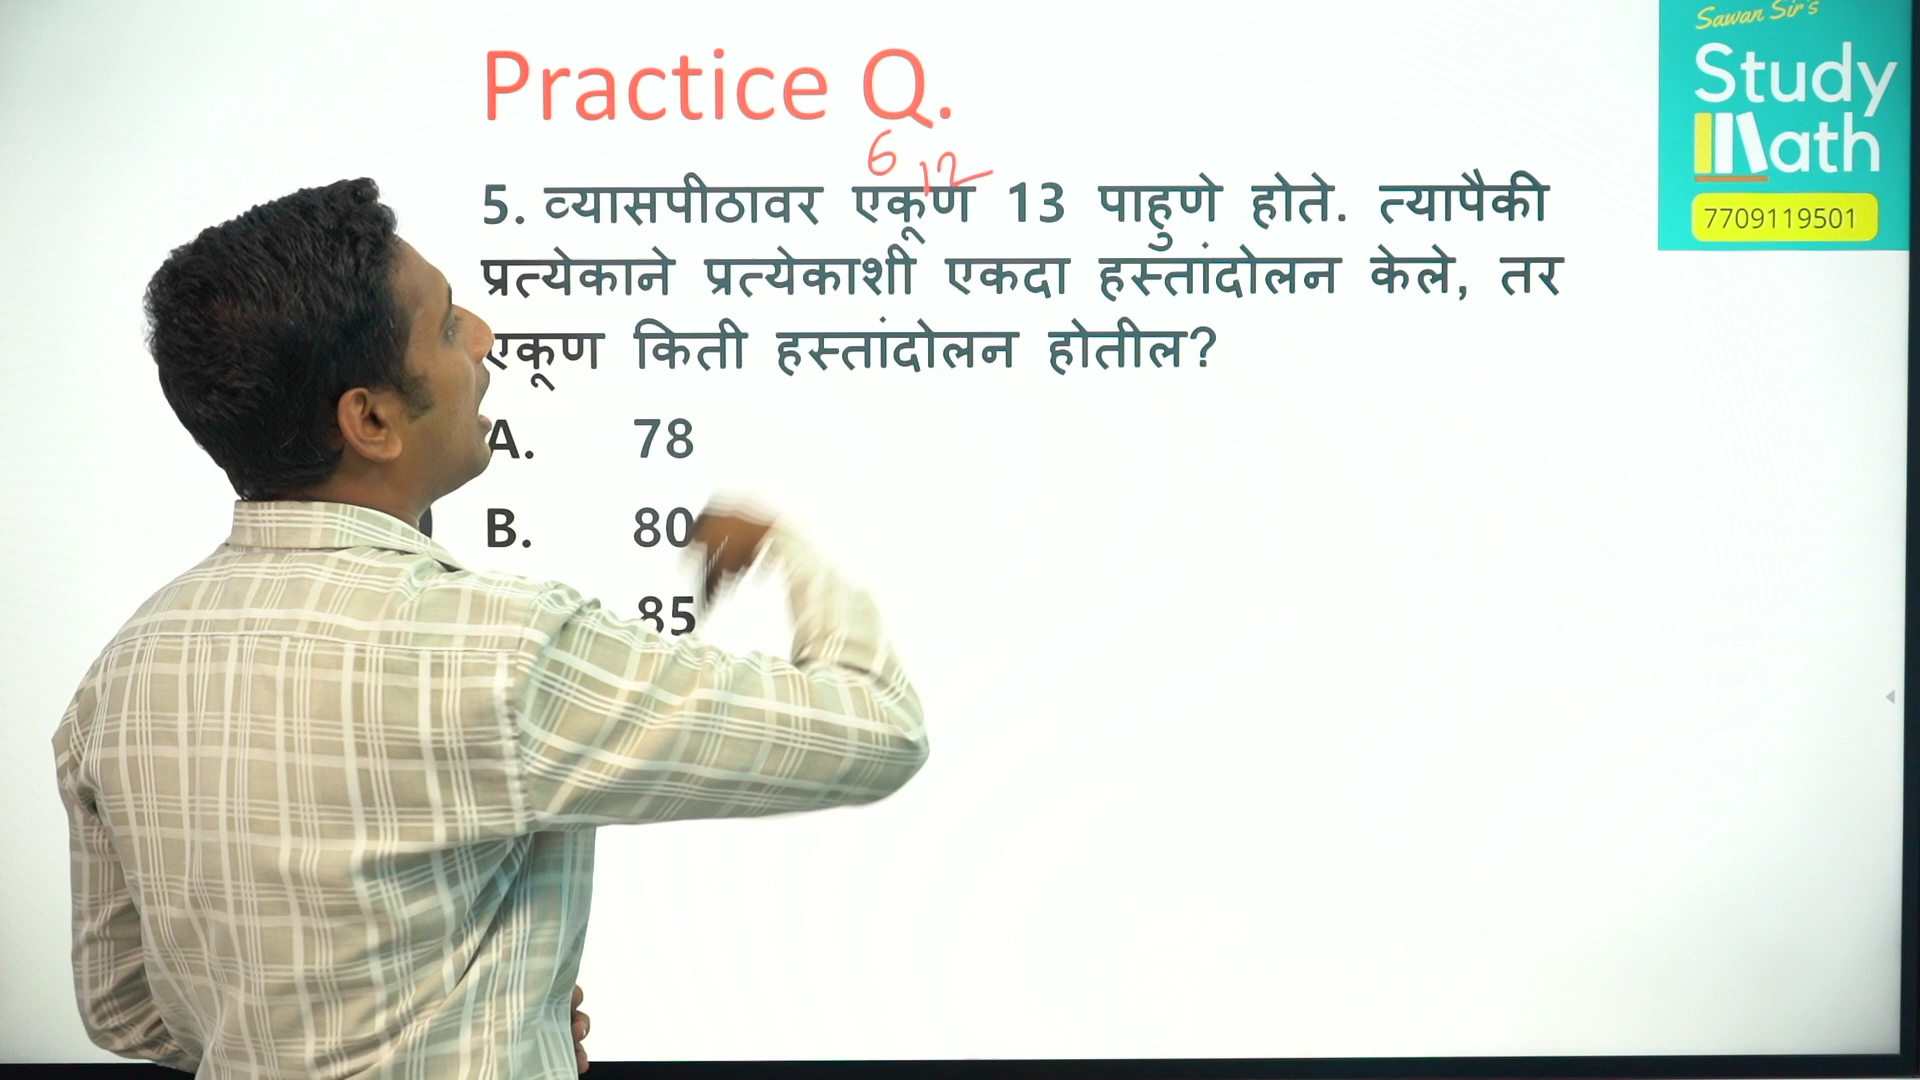 Practice Q.
6 12
5. व्यासपीठावर एकूण 13 पाहुणे होते. त्यापैकी
प्रत्येकाने प्रत्येकाशी एकदा हस्तांदोलन केले, तर
एकूण किती हस्तांदोलन होतील?
A. 78
B. 80
85
Sawan Sir's
Study
Math
7709119501